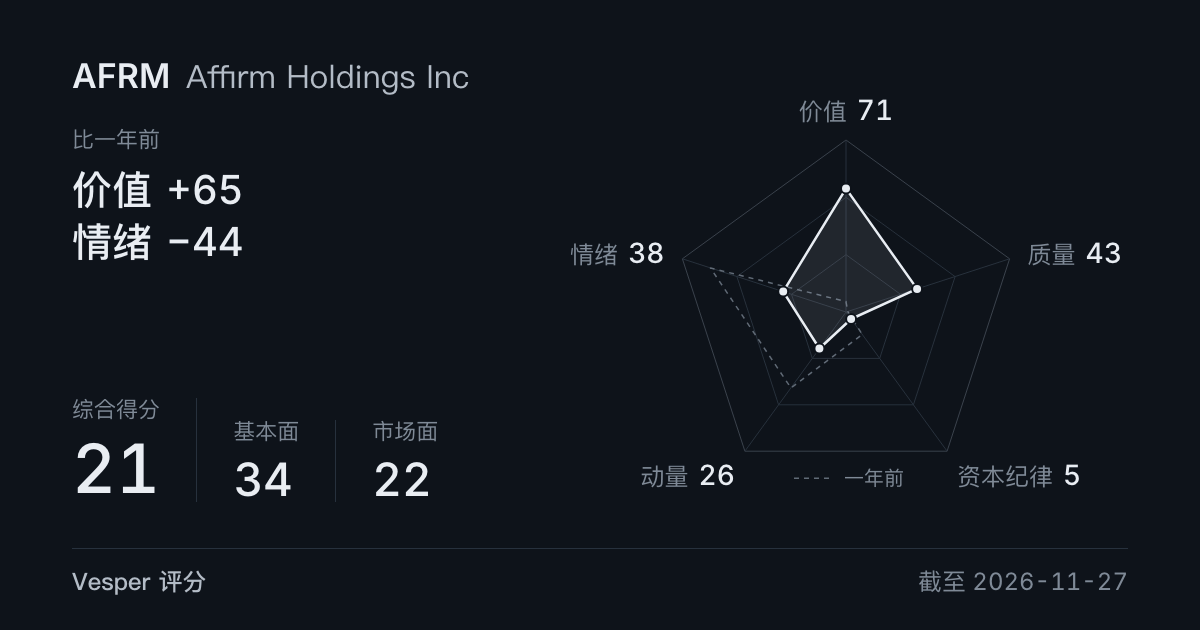 AFRM Affirm Holdings Inc
比一年前
价值 +65
情绪 −44
价值 71
情绪 38
质量 43
动量 26
---- 一年前
资本纪律 5
综合得分
21
基本面
34
市场面
22
Vesper 评分
截至 2026-11-27